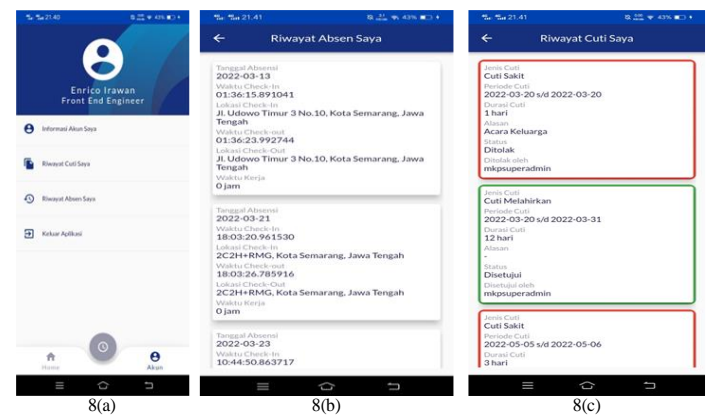 21.40
43%
Enrico Irawan
Front End Engineer
Informasi Akun Saya
Riwayat Cuti Saya
Riwayat Absen Saya
Keluar Aplikasi
Home
Akun
8(a)
21.41
43%
Riwayat Absen Saya
Tanggal Absensi
2022-03-13
Waktu Check-In
01:36:15.891041
Lokasi Check-In
Jl. Udowo Timur 3 No.10, Kota Semarang, Jawa
Tengah
Waktu Check-out
01:36:23.992744
Lokasi Check-Out
Jl. Udowo Timur 3 No.10, Kota Semarang, Jawa
Tengah
Waktu Kerja
0 jam
Tanggal Absensi
2022-03-21
Waktu Check-In
18:03:20.961530
Lokasi Check-In
2C2H+RMG, Kota Semarang, Jawa Tengah
Waktu Check-out
18:03:26.785916
Lokasi Check-Out
2C2H+RMG, Kota Semarang, Jawa Tengah
Waktu Kerja
0 jam
Tanggal Absensi
2022-03-23
Waktu Check-In
10:44:50.863717
8(b)
21.41
43%
Riwayat Cuti Saya
Jenis Cuti
Cuti Sakit
Periode Cuti
2022-03-20 s/d 2022-03-20
Durasi Cuti
1 hari
Alasan
Acara Keluarga
Status
Ditolak
Ditolak oleh
mkpsuperadmin
Jenis Cuti
Cuti Melahirkan
Periode Cuti
2022-03-20 s/d 2022-03-31
Durasi Cuti
12 hari
Alasan
-
Status
Disetujui
Disetujui oleh
mkpsuperadmin
Jenis Cuti
Cuti Sakit
Periode Cuti
2022-05-05 s/d 2022-05-06
Durasi Cuti
3 hari
8(c)